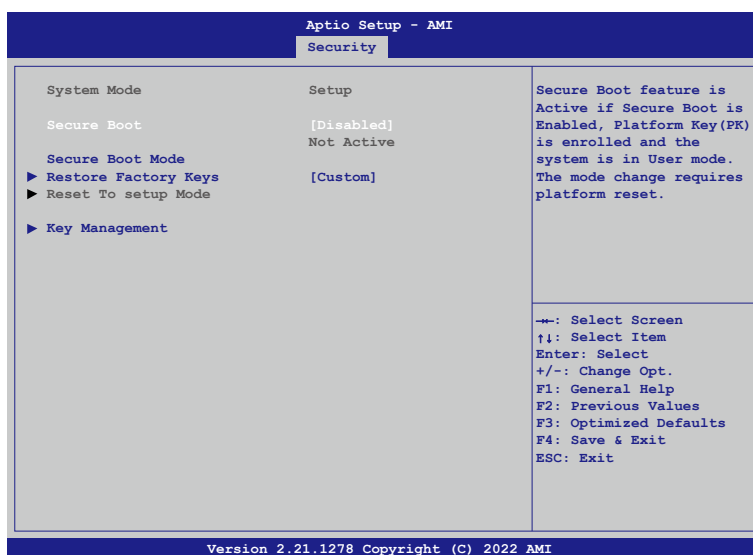 Aptio Setup - AMI
Security
System Mode Setup
Secure Boot [Disabled]
Not Active
Secure Boot Mode
▶ Restore Factory Keys [Custom]
▶ Reset To setup Mode
▶ Key Management
Secure Boot feature is
Active if Secure Boot is
Enabled, Platform Key(PK)
is enrolled and the
system is in User mode.
The mode change requires
platform reset.
→←: Select Screen
↑↓: Select Item
Enter: Select
+/-: Change Opt.
F1: General Help
F2: Previous Values
F3: Optimized Defaults
F4: Save & Exit
ESC: Exit
Version 2.21.1278 Copyright (C) 2022 AMI